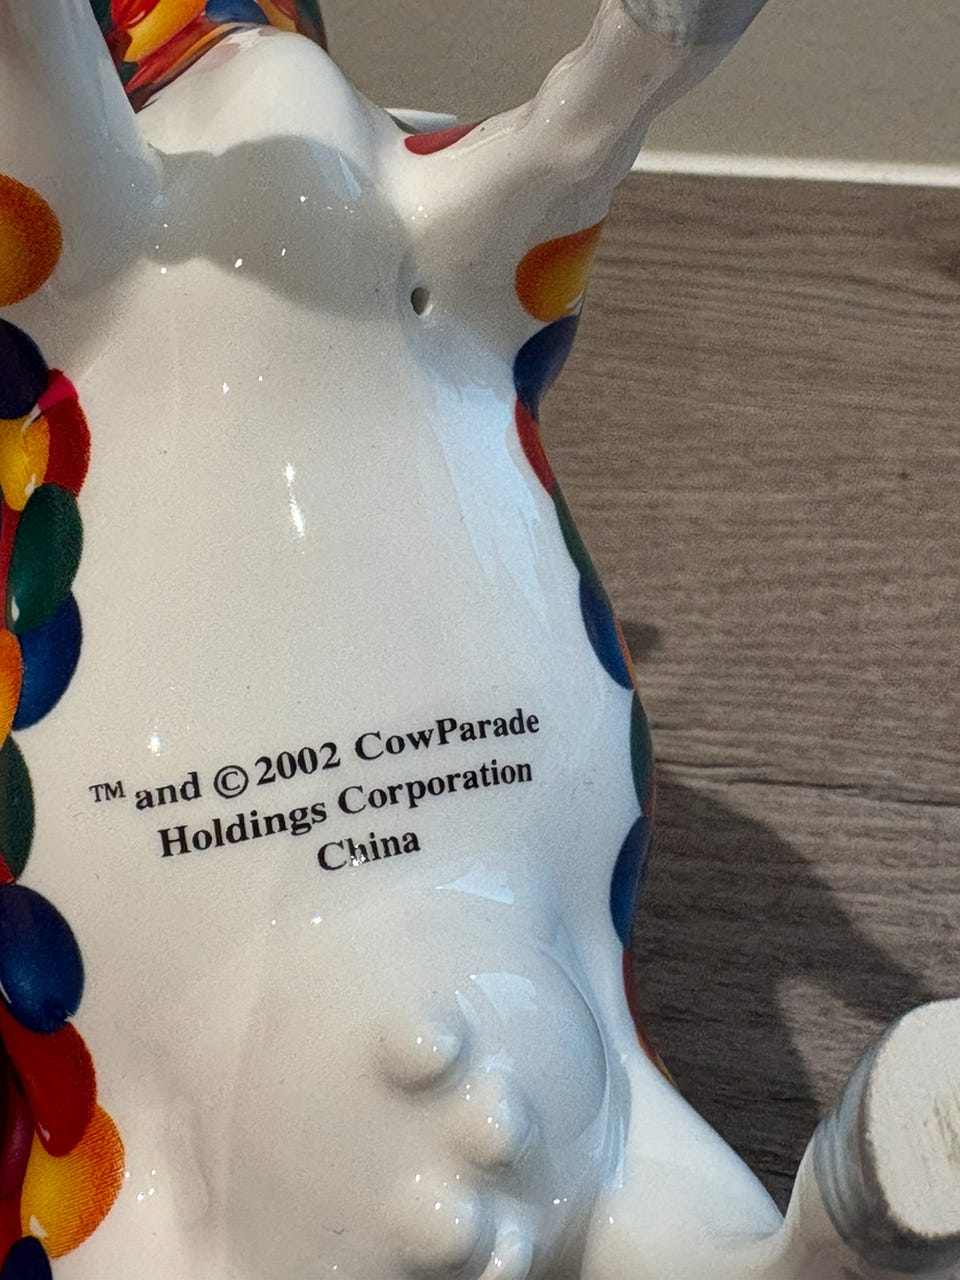 ™ and © 2002 CowParade
Holdings Corporation
China